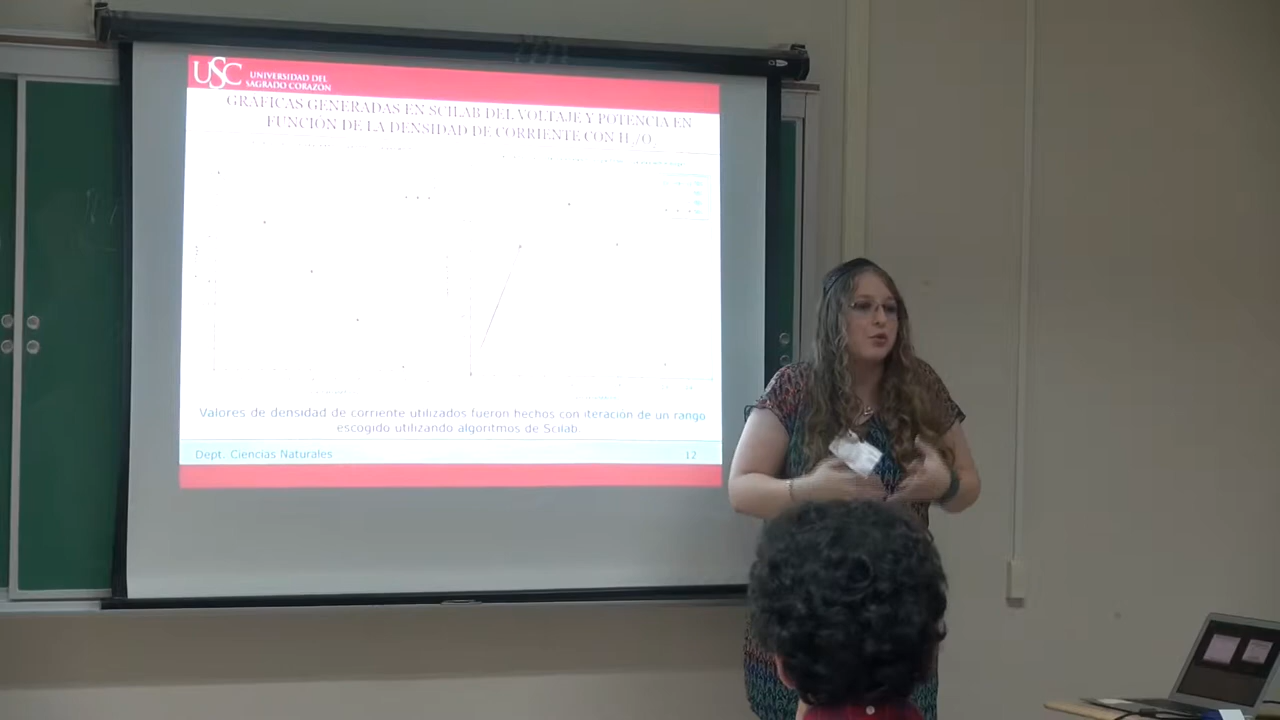 USC UNIVERSIDAD DEL
SAGRADO CORAZÓN
GRÁFICAS GENERADAS EN SCILAB DEL VOLTAJE Y POTENCIA EN
FUNCIÓN DE LA DENSIDAD DE CORRIENTE CON H₂/O₂
Valores de densidad de corriente utilizados fueron hechos con iteración de un rango
escogido utilizando algoritmos de Scilab.
Dept. Ciencias Naturales
12